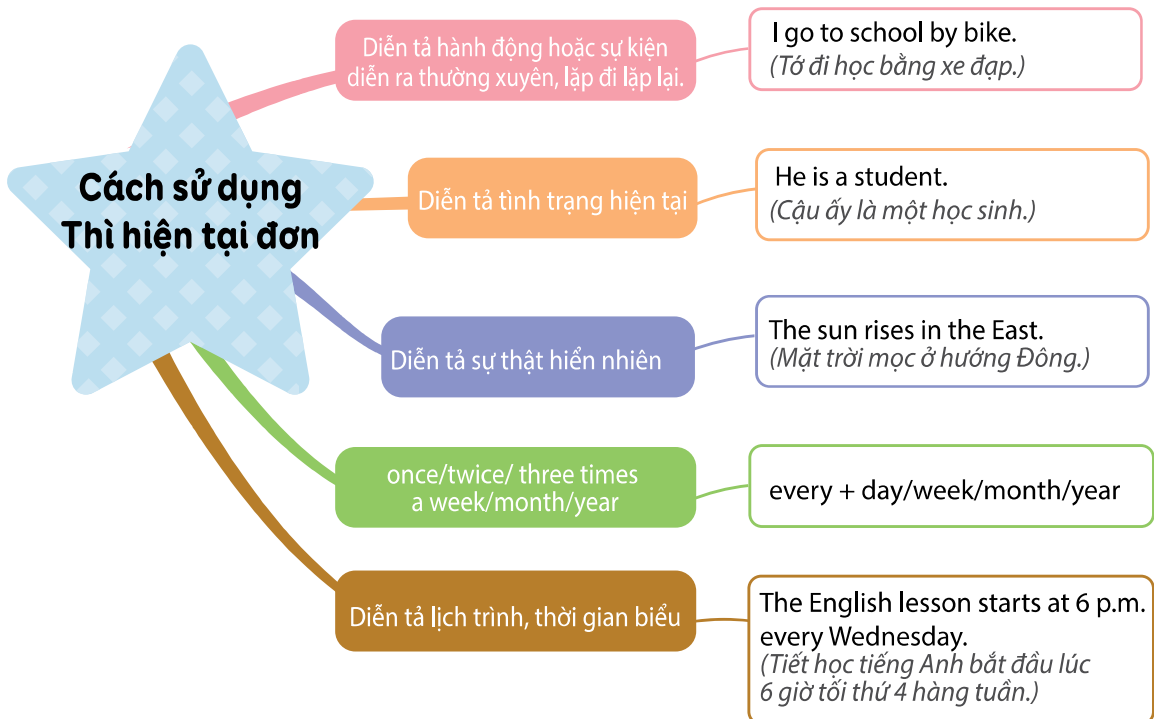 Cách sử dụng
Thì hiện tại đơn
Diễn tả hành động hoặc sự kiện
diễn ra thường xuyên, lặp đi lặp lại.
I go to school by bike.
(Tớ đi học bằng xe đạp.)
Diễn tả tình trạng hiện tại
He is a student.
(Cậu ấy là một học sinh.)
Diễn tả sự thật hiển nhiên
The sun rises in the East.
(Mặt trời mọc ở hướng Đông.)
once/twice/ three times
a week/month/year
every + day/week/month/year
Diễn tả lịch trình, thời gian biểu
The English lesson starts at 6 p.m.
every Wednesday.
(Tiết học tiếng Anh bắt đầu lúc
6 giờ tối thứ 4 hàng tuần.)